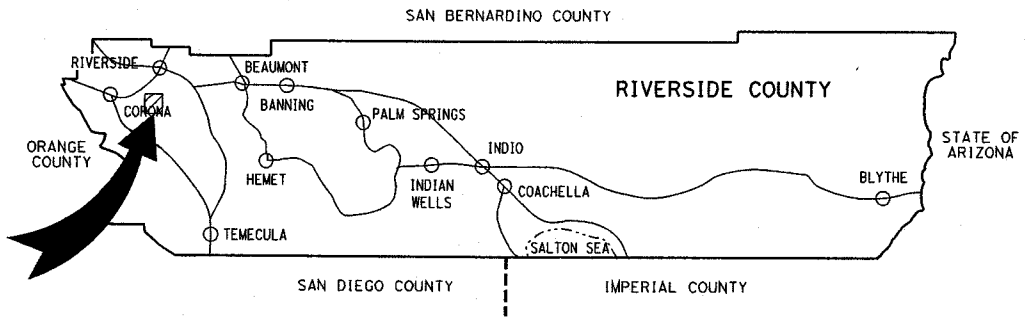 SAN BERNARDINO COUNTY
RIVERSIDE
BEAUMONT
BANNING
RIVERSIDE COUNTY
CORONA
PALM SPRINGS
ORANGE
COUNTY
STATE OF
ARIZONA
INDIO
HEMET
INDIAN
WELLS
COACHELLA
BLYTHE
TEMECULA
SALTON SEA
SAN DIEGO COUNTY
IMPERIAL COUNTY